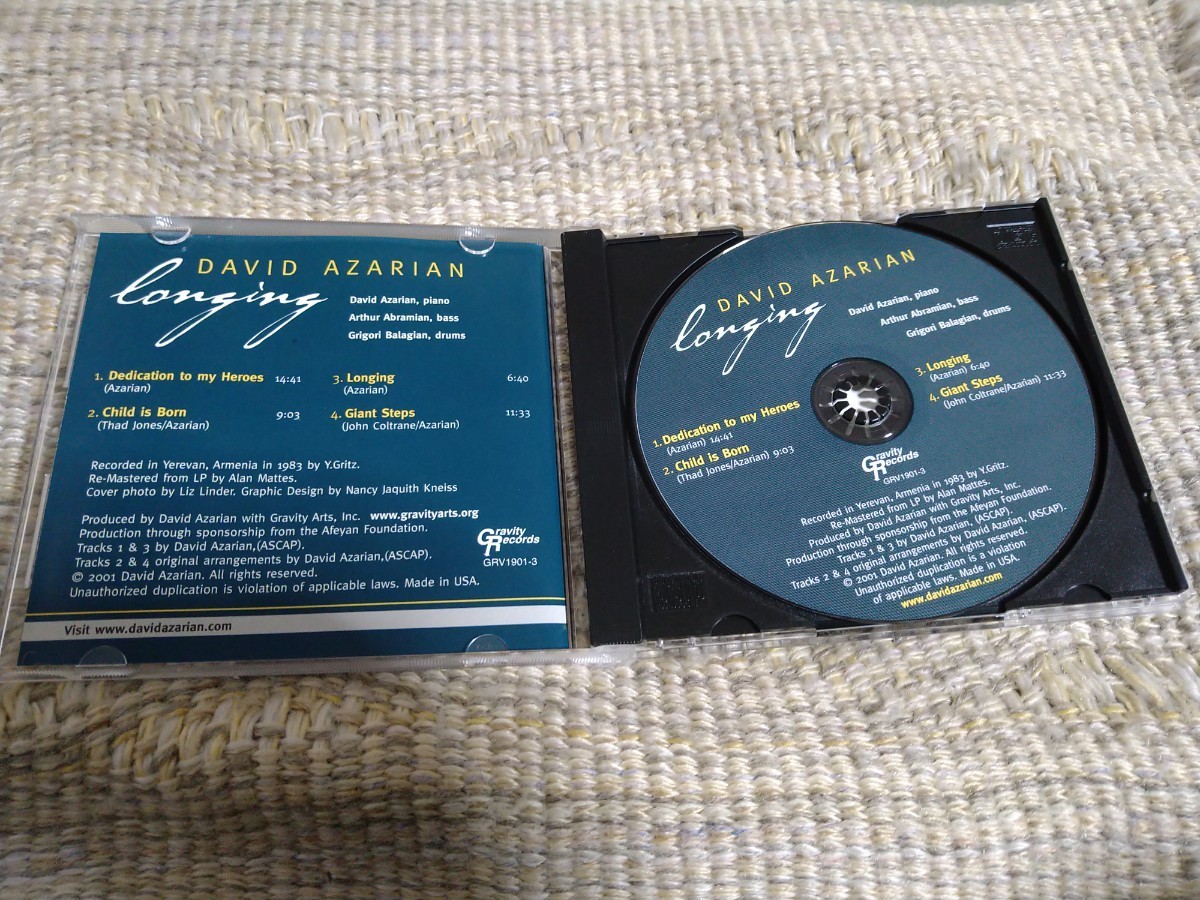 DAVID AZARIAN
longing
David Azarian, piano
Arthur Abramian, bass
Grigori Balagian, drums
1. Dedication to my Heroes 14:41
(Azarian)
2. Child is Born 9:03
(Thad Jones/Azarian)
3. Longing 6:40
(Azarian)
4. Giant Steps 11:33
(John Coltrane/Azarian)
Recorded in Yerevan, Armenia in 1983 by Y.Gritz.
Re-Mastered from LP by Alan Mattes.
Cover photo by Liz Linder. Graphic Design by Nancy Jaquith Kneiss
Produced by David Azarian with Gravity Arts, Inc. www.gravityarts.org
Production through sponsorship from the Afeyan Foundation.
Tracks 1 & 3 by David Azarian,(ASCAP).
Tracks 2 & 4 original arrangements by David Azarian,(ASCAP).
© 2001 David Azarian. All rights reserved.
Unauthorized duplication is violation of applicable laws. Made in USA.
Gravity
Records
GRV1901-3
Visit www.davidazarian.com
DAVID AZARIAN
longing
David Azarian, piano
Arthur Abramian, bass
Grigori Balagian, drums
1. Dedication to my Heroes
(Azarian) 14:41
2. Child is Born
(Thad Jones/Azarian) 9:03
3. Longing
(Azarian) 6:40
4. Giant Steps
(John Coltrane/Azarian) 11:33
Gravity
Records
GRV1901-3
Recorded in Yerevan, Armenia in 1983 by Y.Gritz.
Re-Mastered from LP by Alan Mattes.
Produced by David Azarian with Gravity Arts, Inc.
Production through sponsorship from the Afeyan Foundation.
Tracks 1 & 3 by David Azarian, (ASCAP).
Tracks 2 & 4 original arrangements by David Azarian, (ASCAP).
© 2001 David Azarian. All rights reserved.
Unauthorized duplication is a violation
of applicable laws. Made in USA.
www.davidazarian.com